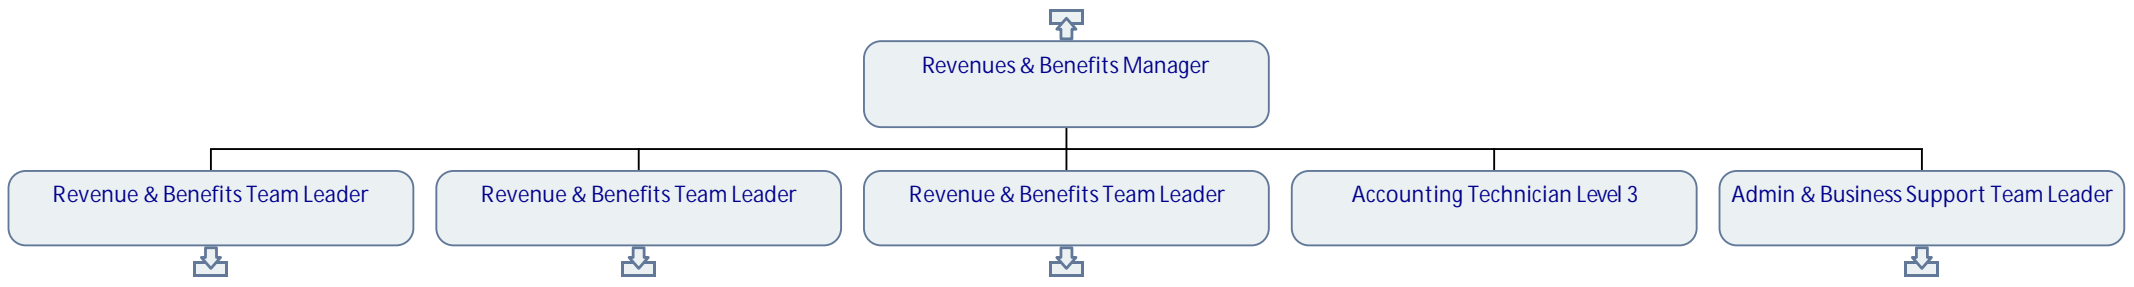 Revenues & Benefits Manager
Revenue & Benefits Team Leader
Revenue & Benefits Team Leader
Revenue & Benefits Team Leader
Accounting Technician Level 3
Admin & Business Support Team Leader